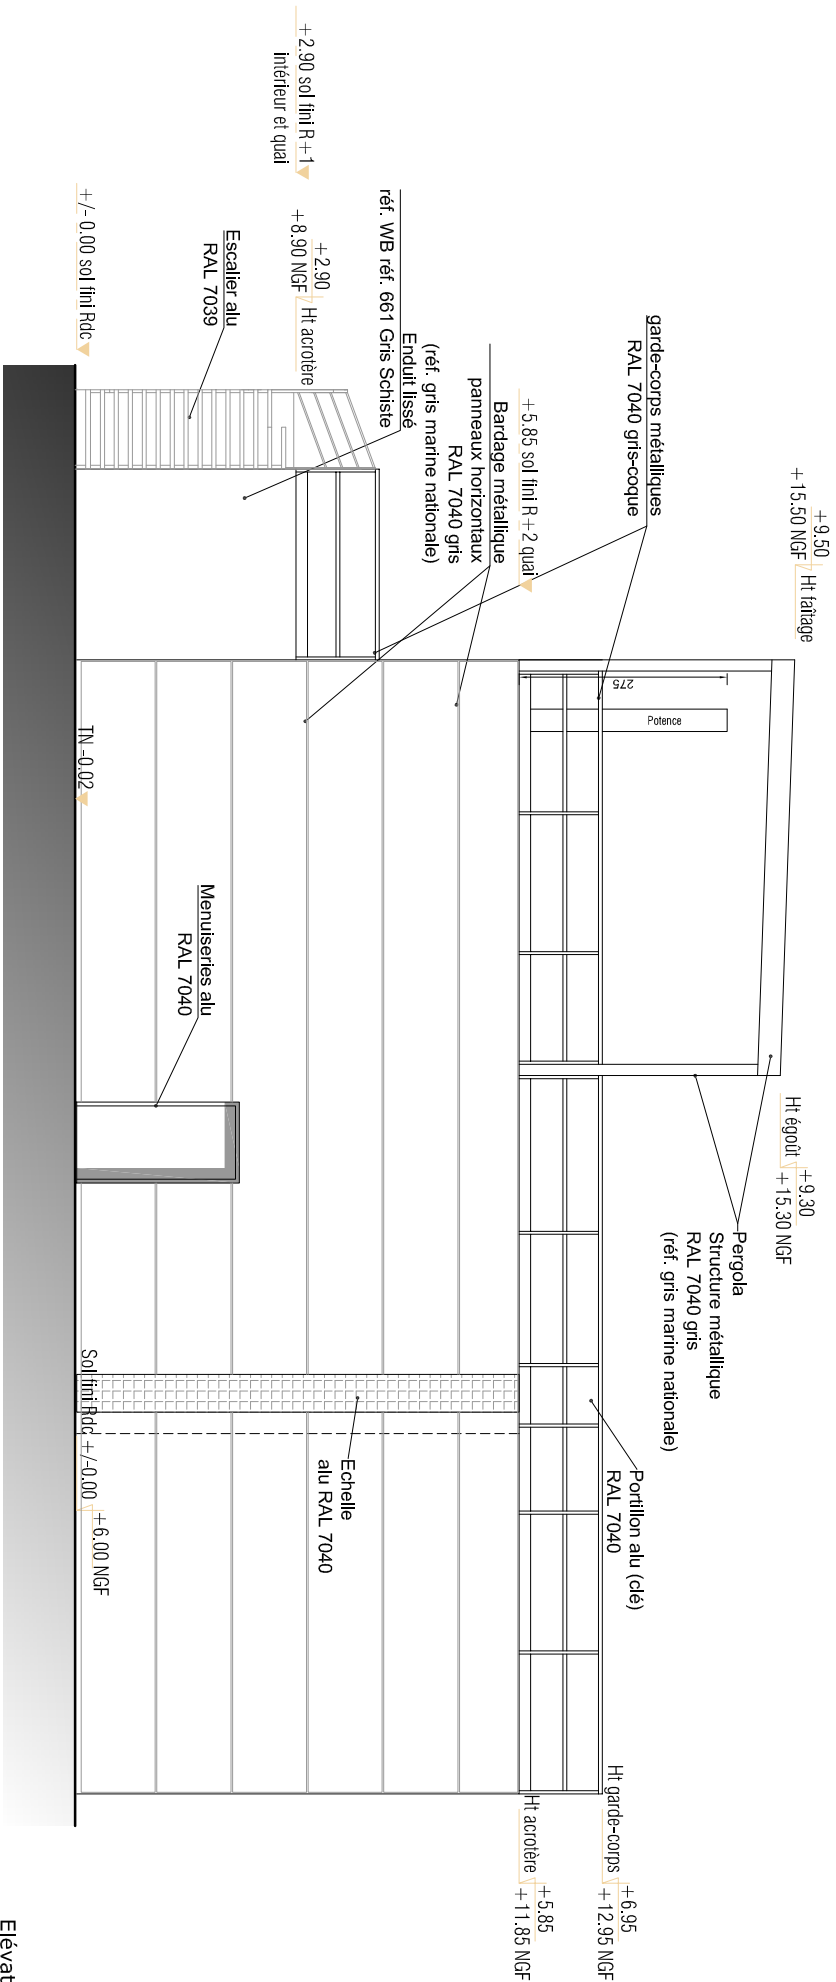 +9.50
+15.50 NGF
Ht faîtage
+9.30
+15.30 NGF
Ht égoût
Pergola
Structure métallique
RAL 7040 gris
(réf. gris marine nationale)
garde-corps métalliques
RAL 7040 gris-coque
275
Potence
Portillon alu (clé)
RAL 7040
Ht garde-corps
+6.95
+12.95 NGF
Ht acrotère
+5.85
+11.85 NGF
+5.85 sol fini R+2 quai
Bardage métallique
panneaux horizontaux
RAL 7040 gris
(réf. gris marine nationale)
Enduit lissé
réf. WB réf. 661 Gris Schiste
+2.90
+8.90 NGF
Ht acrotère
+2.90 sol fini R+1
intérieur et quai
Escalier alu
RAL 7039
Menuiseries alu
RAL 7040
Echelle
alu RAL 7040
+/- 0.00 sol fini Rdc
TN -0.02
Sol fini Rdc +/-0.00
+6.00 NGF
Elévat